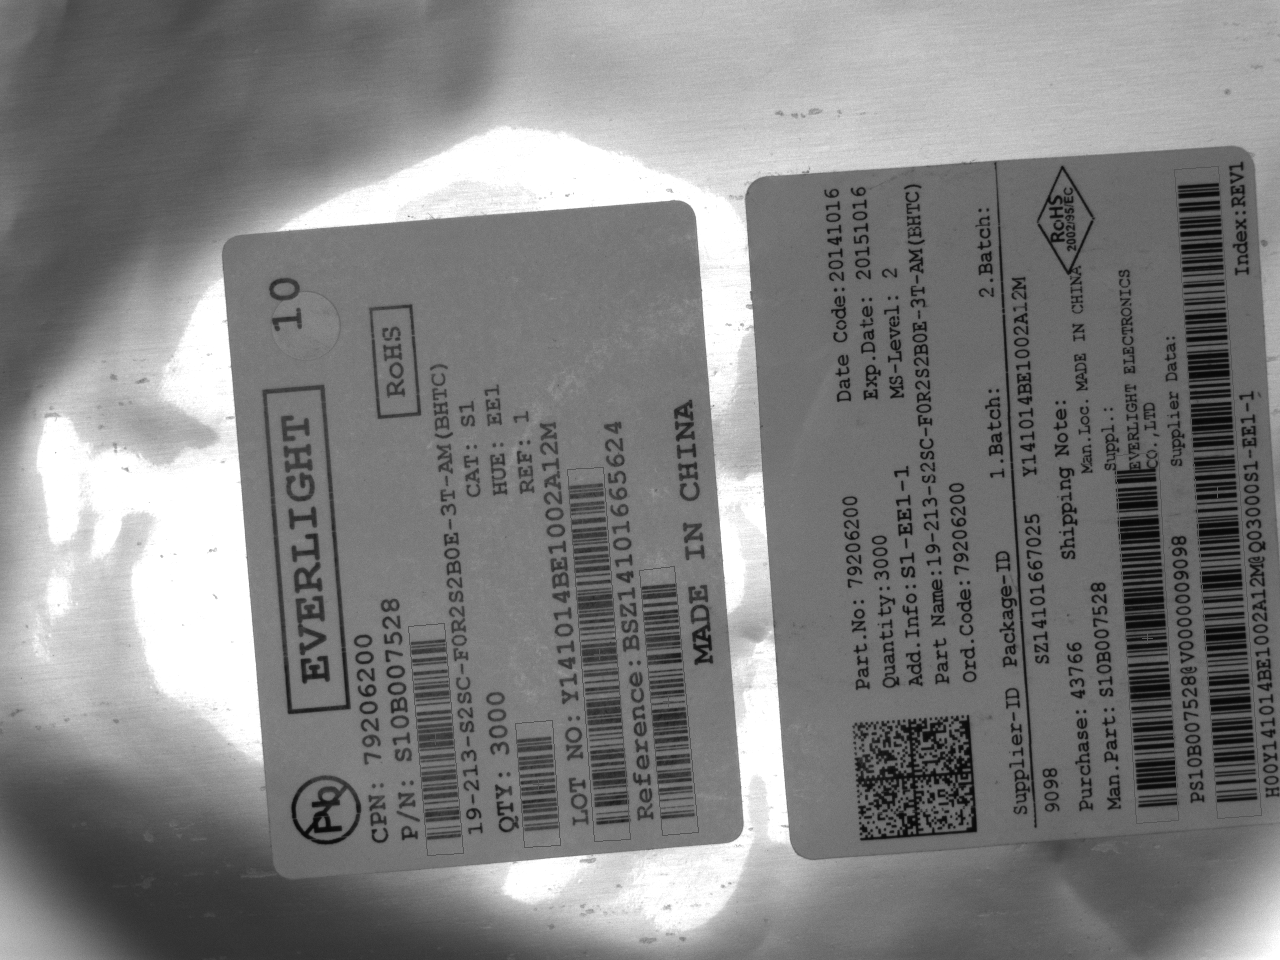 EVERLIGHT 10
Pb
RoHS
CPN: 79206200
P/N: S10B007528
19-213-S2SC-F0R2S2B0E-3T-AM(BHTC)
CAT: S1
QTY: 3000 HUE: EE1
REF: 1
LOT NO: Y141014BE1002A12M
Reference: BSZ14101665624
MADE IN CHINA
Part.No: 79206200 Date Code:20141016
Quantity:3000 Exp.Date: 20151016
Add.Info:S1-EE1-1 MS-Level: 2
Part Name:19-213-S2SC-F0R2S2B0E-3T-AM(BHTC)
Ord.Code:79206200
Supplier-ID Package-ID 1.Batch: 2.Batch:
9098 SZ14101667025 Y141014BE1002A12M
Purchase: 43766 Shipping Note:
Man.Loc. MADE IN CHINA
RoHS
2002/95/EC
Man.Part: S10B007528 Suppl.:
EVERLIGHT ELECTRONICS
CO.,LTD
Supplier Data:
PS10B007528@V0000009098
Index:REV1
H00Y141014BE1002A12M@Q03000S1-EE1-1